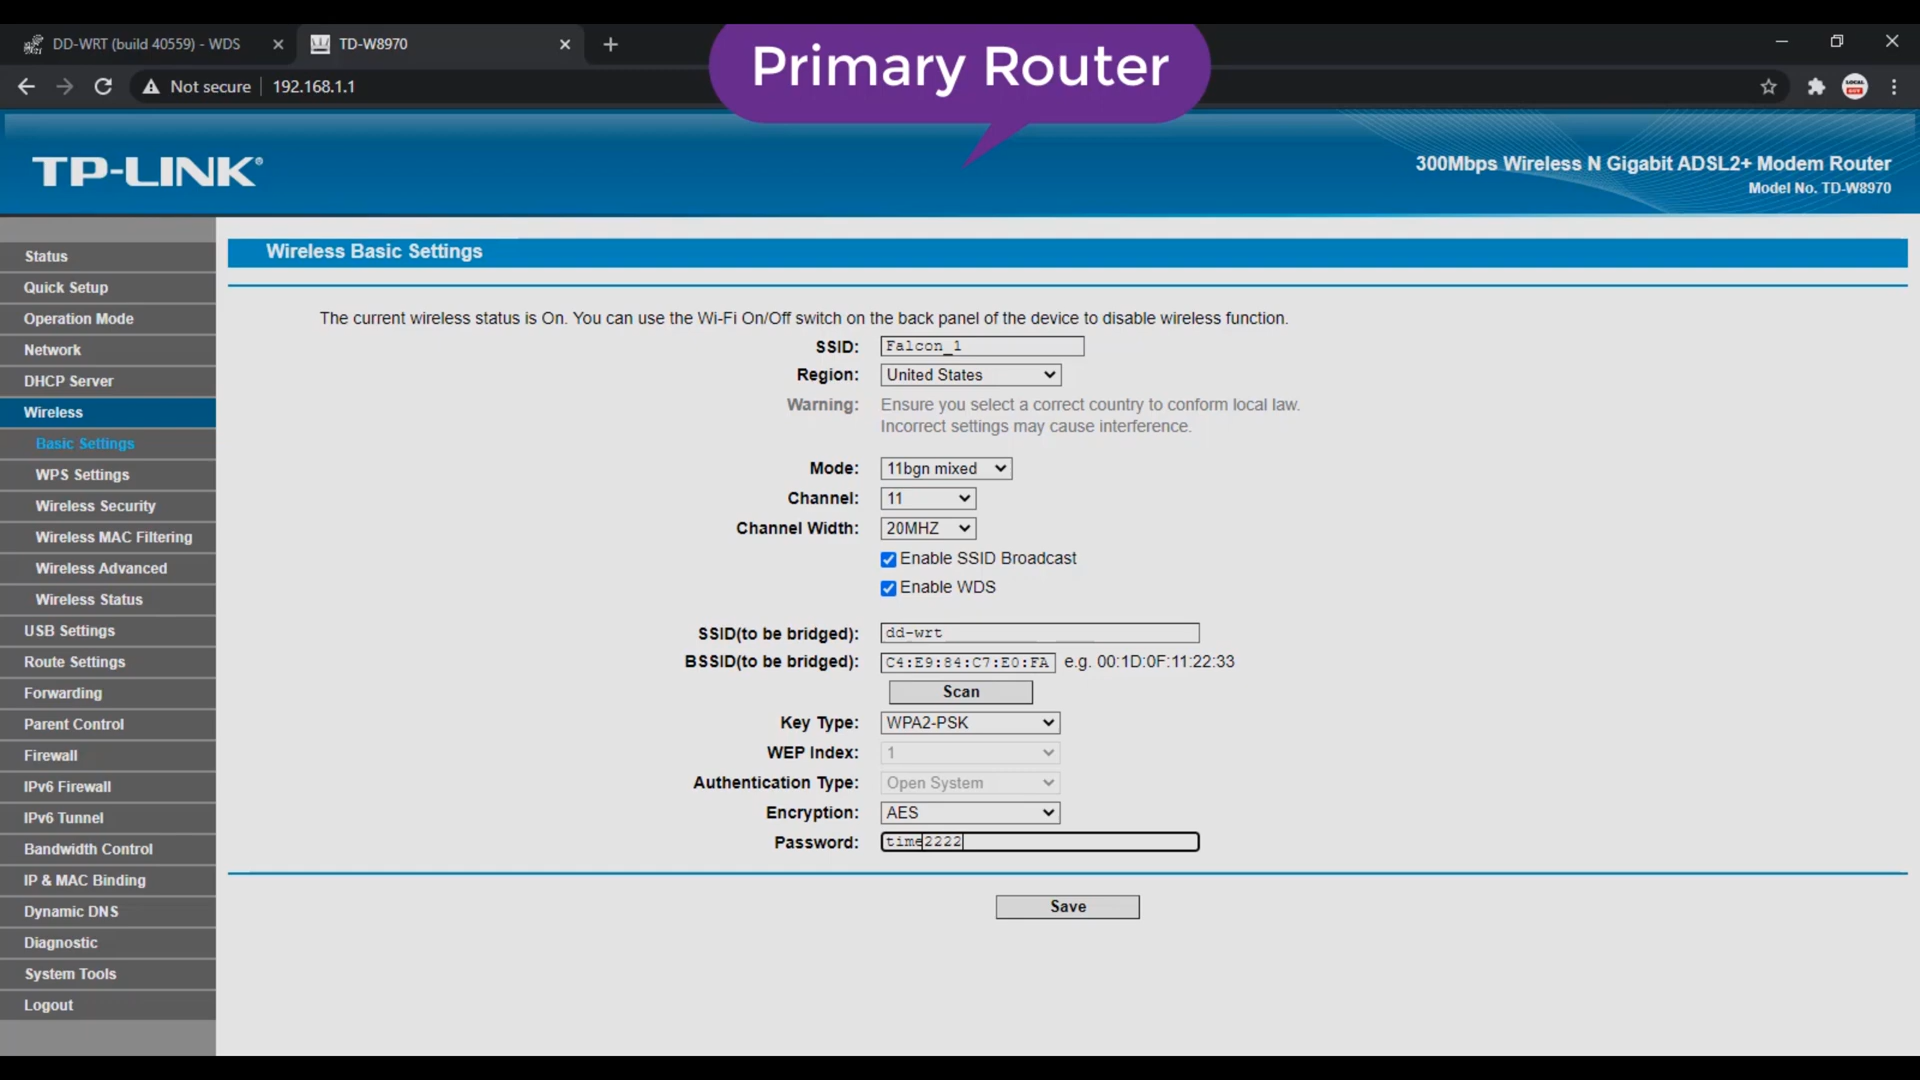 DD-WRT (build 40559) - WDS
TD-W8970
Primary Router
Not secure
192.168.1.1
TP-LINK®
300Mbps Wireless N Gigabit ADSL2+ Modem Router
Model No. TD-W8970
Status
Quick Setup
Operation Mode
Network
DHCP Server
Wireless
Basic Settings
WPS Settings
Wireless Security
Wireless MAC Filtering
Wireless Advanced
Wireless Status
USB Settings
Route Settings
Forwarding
Parent Control
Firewall
IPv6 Firewall
IPv6 Tunnel
Bandwidth Control
IP & MAC Binding
Dynamic DNS
Diagnostic
System Tools
Logout
Wireless Basic Settings
The current wireless status is On. You can use the Wi-Fi On/Off switch on the back panel of the device to disable wireless function.
SSID: Falcon_1
Region: United States
Warning: Ensure you select a correct country to conform local law.
Incorrect settings may cause interference.
Mode: 11bgn mixed
Channel: 11
Channel Width: 20MHZ
Enable SSID Broadcast
Enable WDS
SSID(to be bridged): dd-wrt
BSSID(to be bridged): C4:E9:84:C7:E0:FA e.g. 00:1D:0F:11:22:33
Scan
Key Type: WPA2-PSK
WEP Index: 1
Authentication Type: Open System
Encryption: AES
Password: time2222
Save